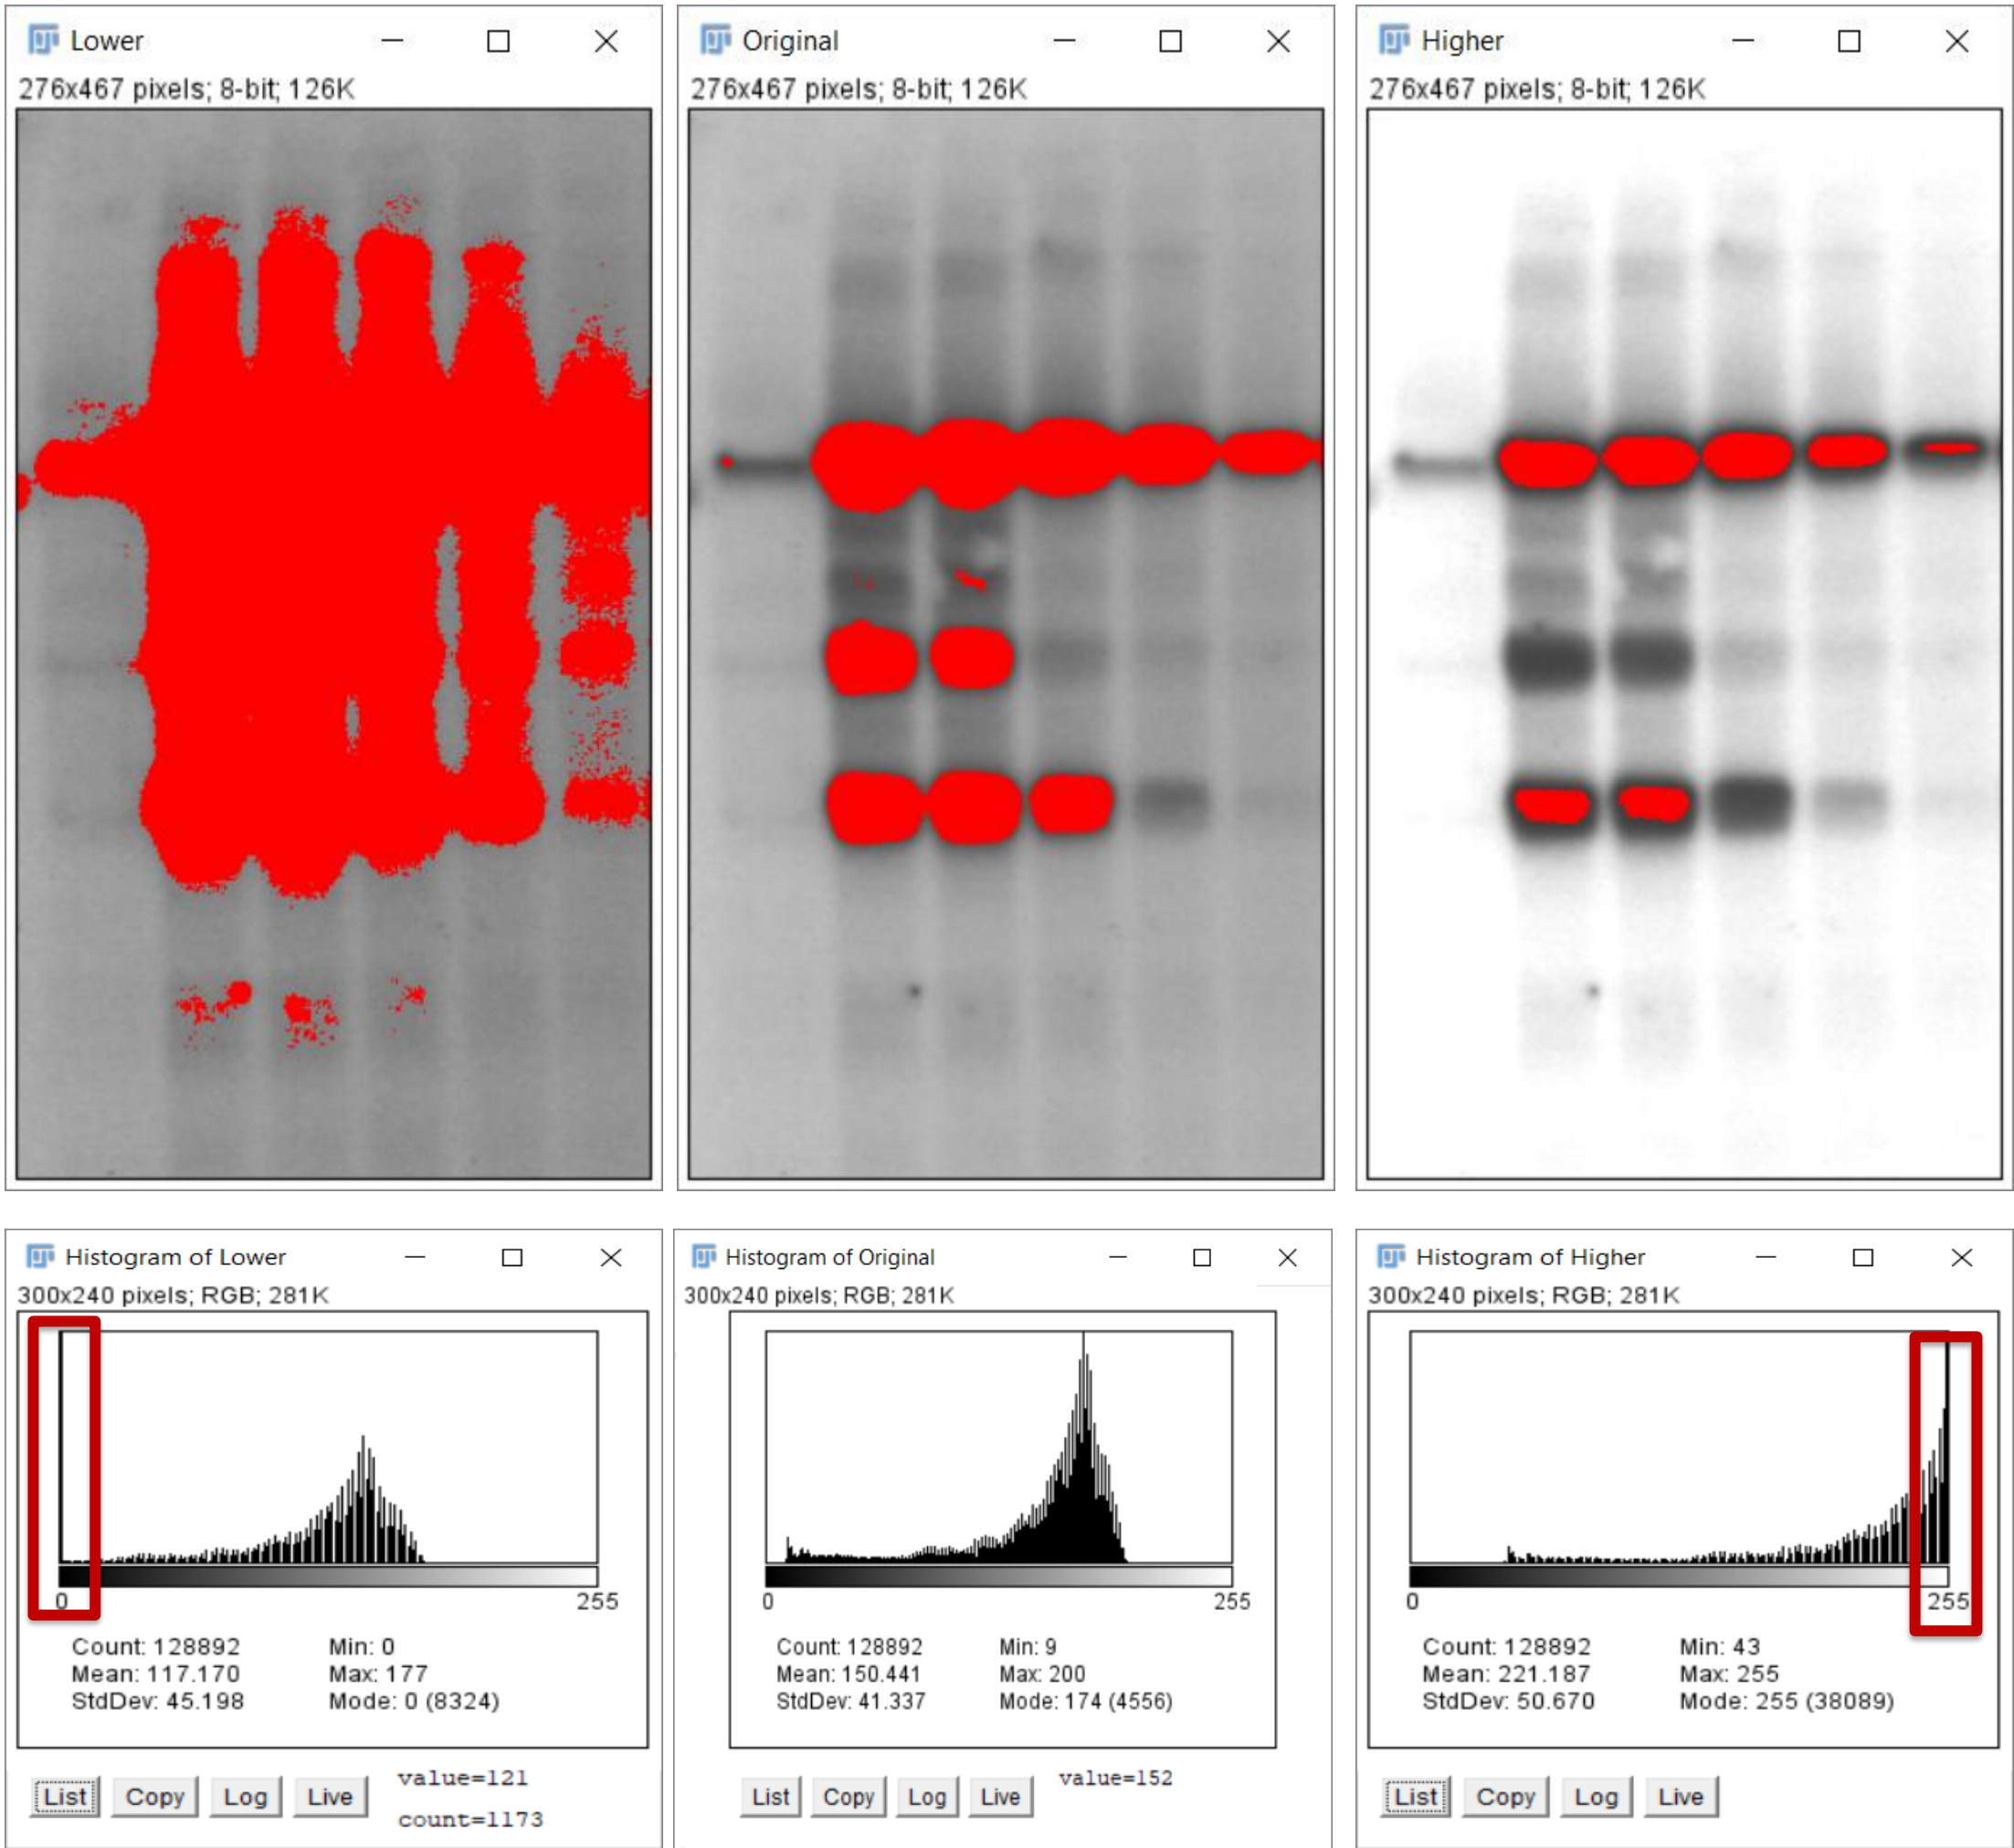 Lower
276x467 pixels; 8-bit; 126K
Original
276x467 pixels; 8-bit; 126K
Higher
276x467 pixels; 8-bit; 126K
Histogram of Lower
300x240 pixels; RGB; 281K
0 255
Count: 128892 Min: 0
Mean: 117.170 Max: 177
StdDev: 45.198 Mode: 0 (8324)
List Copy Log Live
value=121
count=1173
Histogram of Original
300x240 pixels; RGB; 281K
0 255
Count: 128892 Min: 9
Mean: 150.441 Max: 200
StdDev: 41.337 Mode: 174 (4556)
List Copy Log Live
value=152
Histogram of Higher
300x240 pixels; RGB; 281K
0 255
Count: 128892 Min: 43
Mean: 221.187 Max: 255
StdDev: 50.670 Mode: 255 (38089)
List Copy Log Live